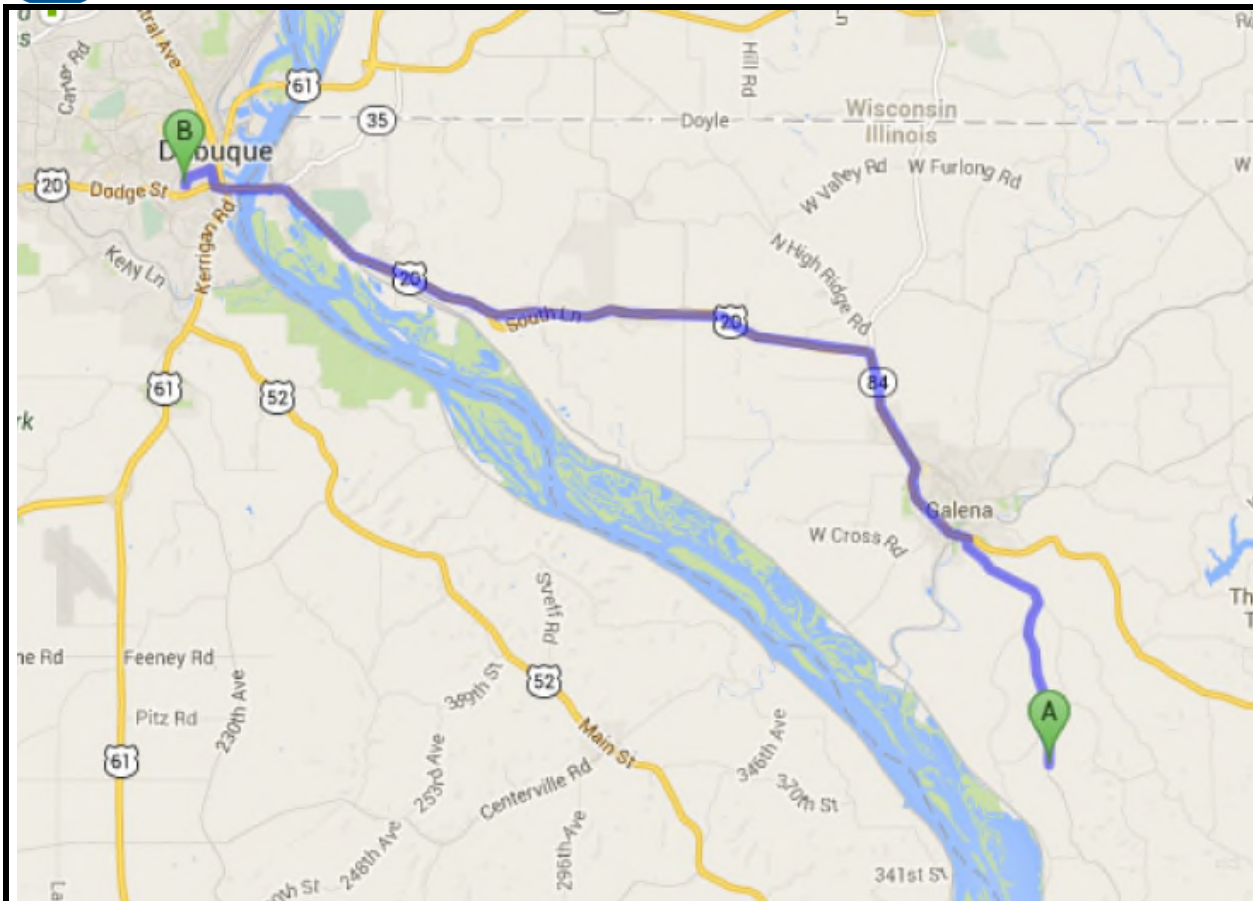 Central Ave
61
Hill Rd
Carter Rd
35
Doyle
Wisconsin
Illinois
B
Dubuque
W Valley Rd
W Furlong Rd
20
Dodge St
Kerrigan Rd
Kelly Ln
N High Ridge Rd
20
South Ln
20
61
52
84
Galena
W Cross Rd
Streff Rd
Feeney Rd
Pitz Rd
230th Ave
389th St
52
Main St
A
61
253rd Ave
Centerville Rd
346th Ave
370th St
248th Ave
296th Ave
341st St